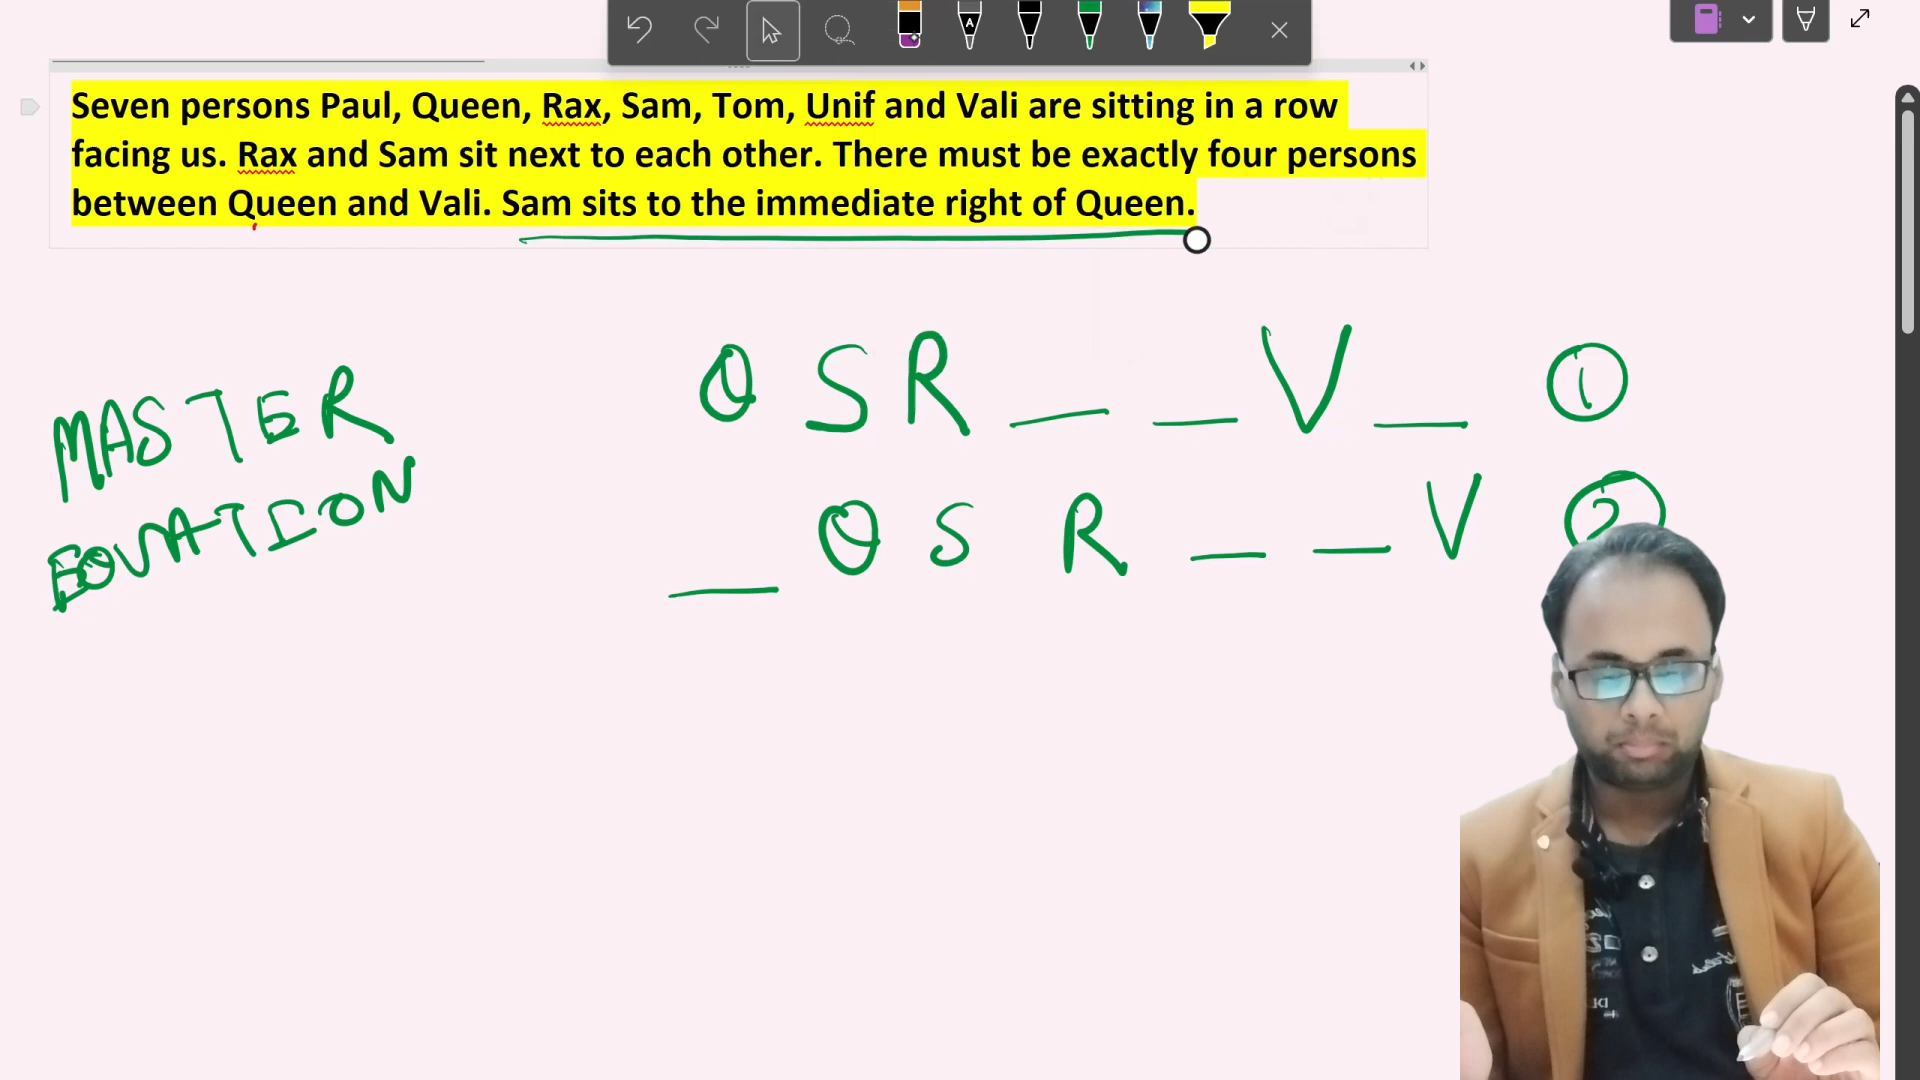 Seven persons Paul, Queen, Rax, Sam, Tom, Unif and Vali are sitting in a row
facing us. Rax and Sam sit next to each other. There must be exactly four persons
between Queen and Vali. Sam sits to the immediate right of Queen.
MASTER
EQUATION
Q S R _ _ V _ 1
_ Q S R _ _ V 2